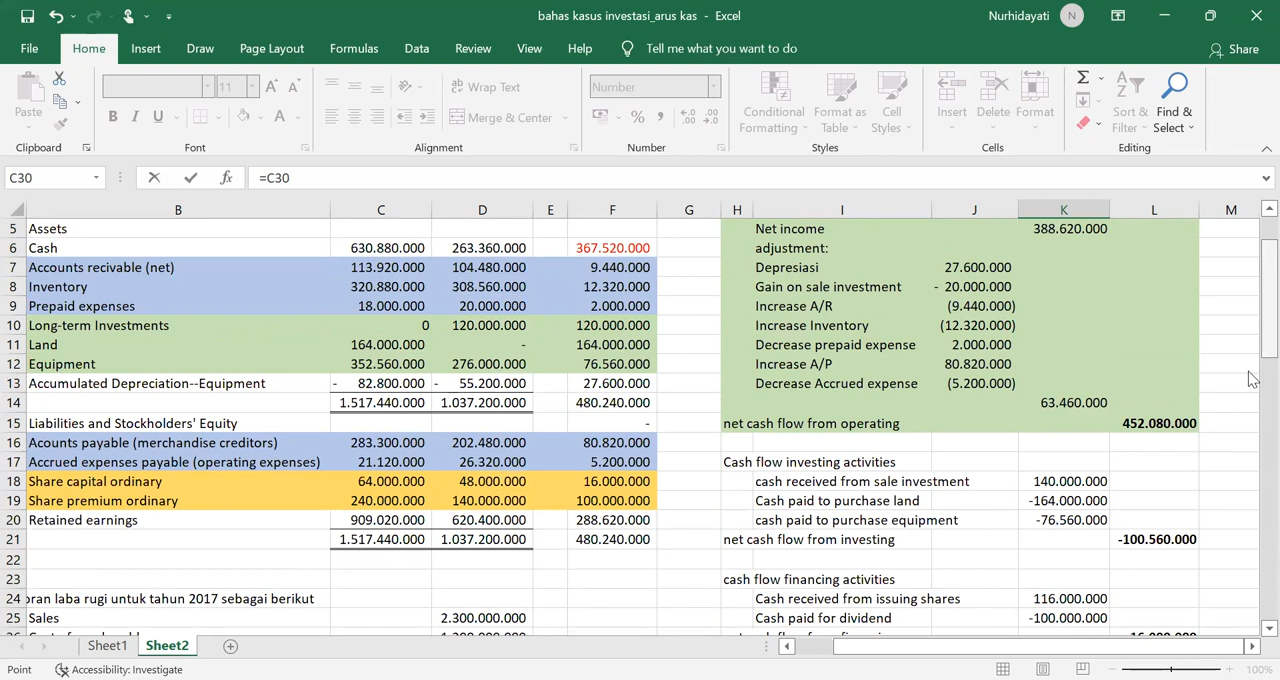 bahas kasus investasi_arus kas - Excel
Nurhidayati N
File Home Insert Draw Page Layout Formulas Data Review View Help Tell me what you want to do Share
Paste
11 A A
B I U A
Wrap Text
Merge & Center
Number
% , .00
Conditional Formatting
Format as Table
Cell Styles
Insert Delete Format
Sort & Filter
Find & Select
Clipboard Font Alignment Number Styles Cells Editing
C30 fx =C30
B C D E F G H I J K L M
5 Assets Net income 388.620.000
6 Cash 630.880.000 263.360.000 367.520.000 adjustment:
7 Accounts recivable (net) 113.920.000 104.480.000 9.440.000 Depresiasi 27.600.000
8 Inventory 320.880.000 308.560.000 12.320.000 Gain on sale investment - 20.000.000
9 Prepaid expenses 18.000.000 20.000.000 2.000.000 Increase A/R (9.440.000)
10 Long-term Investments 0 120.000.000 120.000.000 Increase Inventory (12.320.000)
11 Land 164.000.000 - 164.000.000 Decrease prepaid expense 2.000.000
12 Equipment 352.560.000 276.000.000 76.560.000 Increase A/P 80.820.000
13 Accumulated Depreciation--Equipment - 82.800.000 - 55.200.000 27.600.000 Decrease Accrued expense (5.200.000)
14 1.517.440.000 1.037.200.000 480.240.000 63.460.000
15 Liabilities and Stockholders' Equity - net cash flow from operating 452.080.000
16 Acounts payable (merchandise creditors) 283.300.000 202.480.000 80.820.000
17 Accrued expenses payable (operating expenses) 21.120.000 26.320.000 5.200.000 Cash flow investing activities
18 Share capital ordinary 64.000.000 48.000.000 16.000.000 cash received from sale investment 140.000.000
19 Share premium ordinary 240.000.000 140.000.000 100.000.000 Cash paid to purchase land -164.000.000
20 Retained earnings 909.020.000 620.400.000 288.620.000 cash paid to purchase equipment -76.560.000
21 1.517.440.000 1.037.200.000 480.240.000 net cash flow from investing -100.560.000
22
23 cash flow financing activities
24 oran laba rugi untuk tahun 2017 sebagai berikut Cash received from issuing shares 116.000.000
25 Sales 2.300.000.000 Cash paid for dividend -100.000.000
Sheet1 Sheet2
Point Accessibility: Investigate 100%